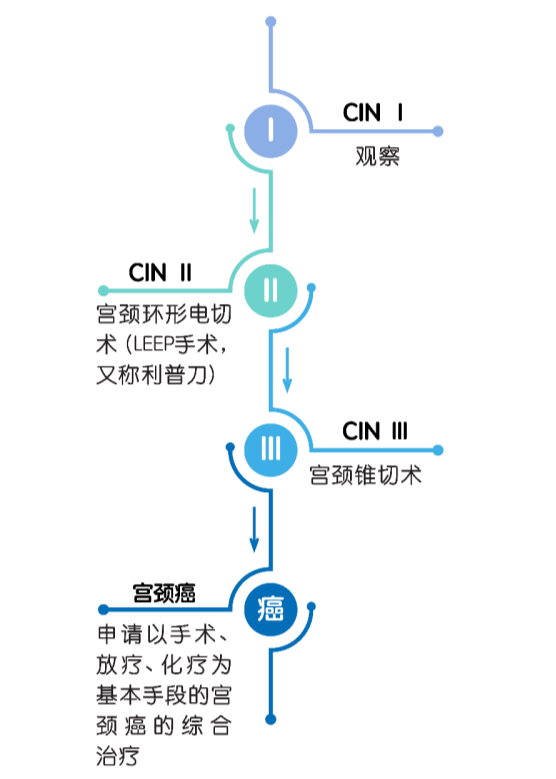 I
CIN I
观察
CIN II
II
宫颈环形电切
术（LEEP手术，
又称利普刀）
III
CIN III
宫颈锥切术
宫颈癌
癌
申请以手术、
放疗、化疗为
基本手段的宫
颈癌的综合
治疗